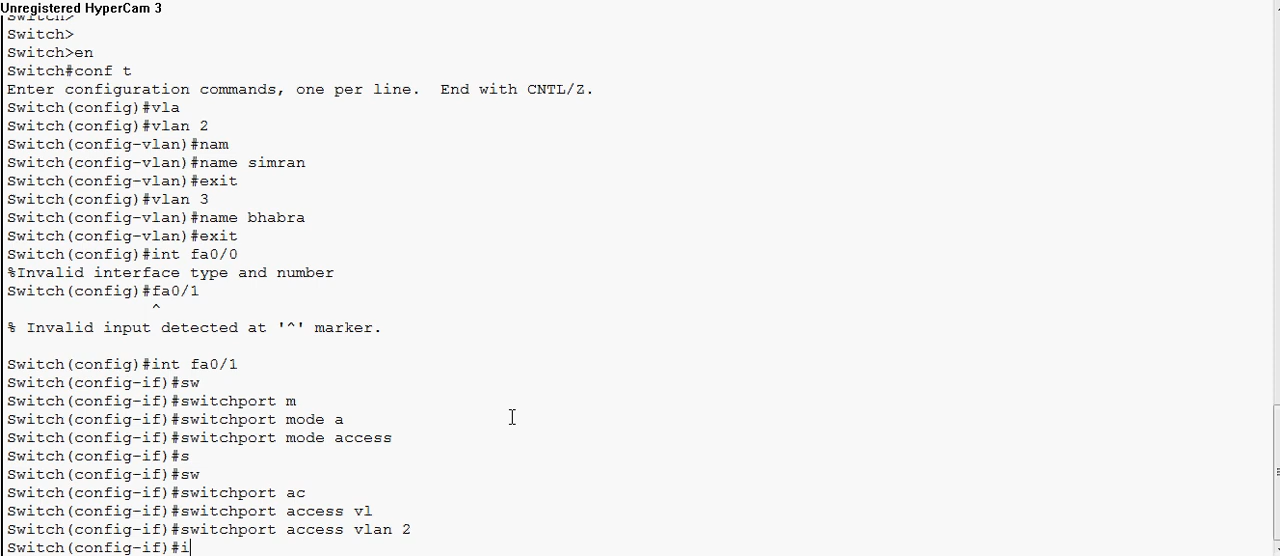 Unregistered HyperCam 3
Switch>
Switch>
Switch>en
Switch#conf t
Enter configuration commands, one per line.  End with CNTL/Z.
Switch(config)#vla
Switch(config)#vlan 2
Switch(config-vlan)#nam
Switch(config-vlan)#name simran
Switch(config-vlan)#exit
Switch(config)#vlan 3
Switch(config-vlan)#name bhabra
Switch(config-vlan)#exit
Switch(config)#int fa0/0
%Invalid interface type and number
Switch(config)#fa0/1
^
% Invalid input detected at '^' marker.
Switch(config)#int fa0/1
Switch(config-if)#sw
Switch(config-if)#switchport m
Switch(config-if)#switchport mode a
Switch(config-if)#switchport mode access
Switch(config-if)#s
Switch(config-if)#sw
Switch(config-if)#switchport ac
Switch(config-if)#switchport access vl
Switch(config-if)#switchport access vlan 2
Switch(config-if)#i